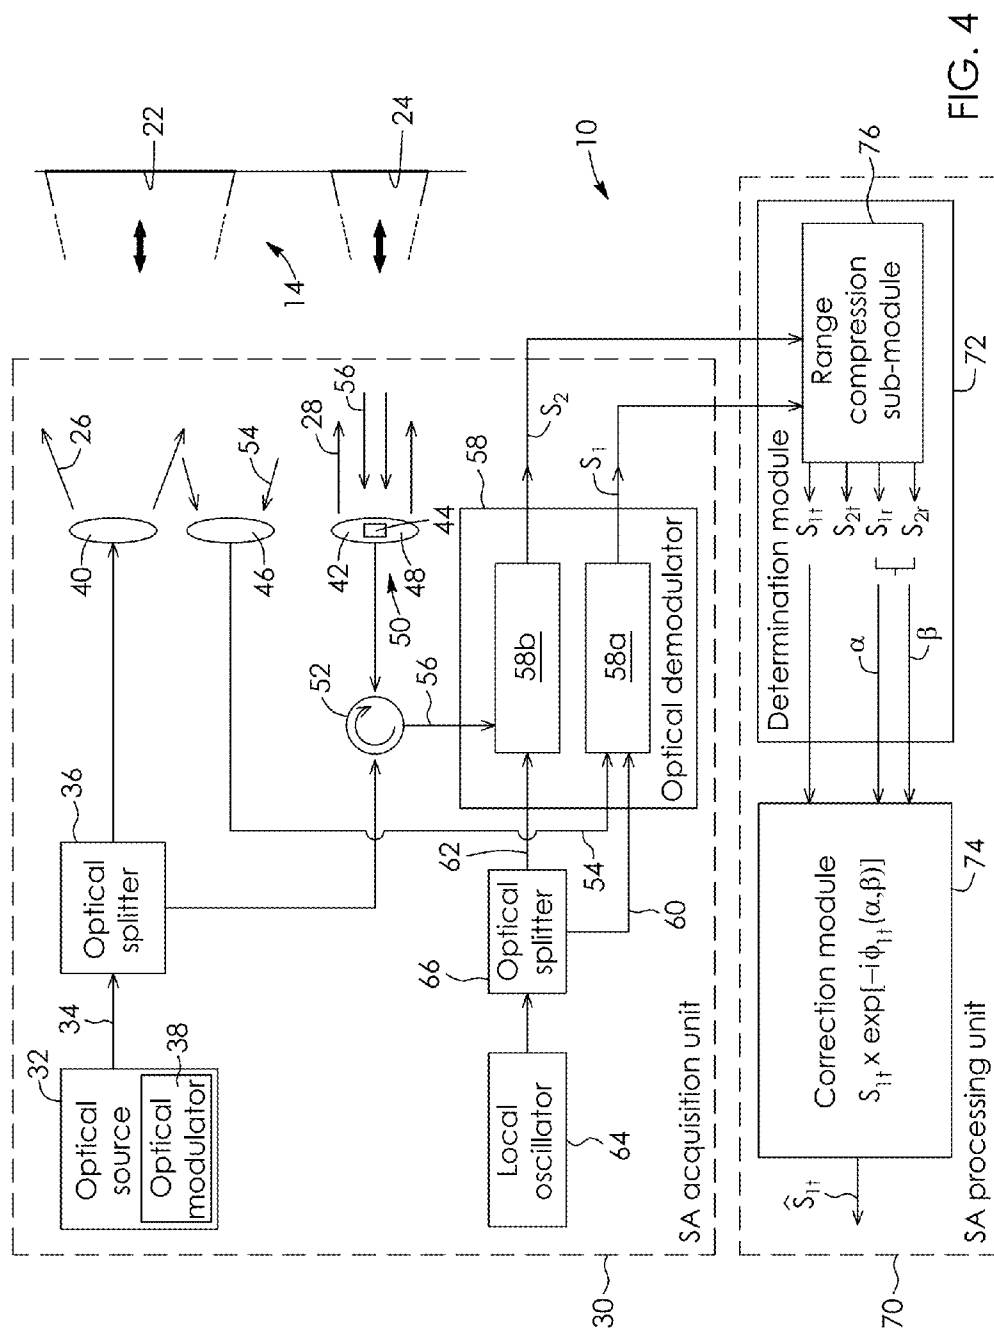 32
Optical
source
38
Optical
modulator
34
36
Optical
splitter
40
26
46
54
22
24
14
10
52
42
44
48
28
56
50
56
Local
oscillator
64
66
Optical
splitter
62
54
60
58
58b
58a
Optical demodulator
S₂
S₁
SA acquisition unit
30
Determination module
76
Range
compression
sub-module
72
S₁ₜ
S₂ₜ
S₁ᵣ
S₂ᵣ
α
β
Correction module
S₁ₜ x exp[-iϕ₁ₜ(α,β)]
74
Ŝ₁ₜ
SA processing unit
70
FIG. 4